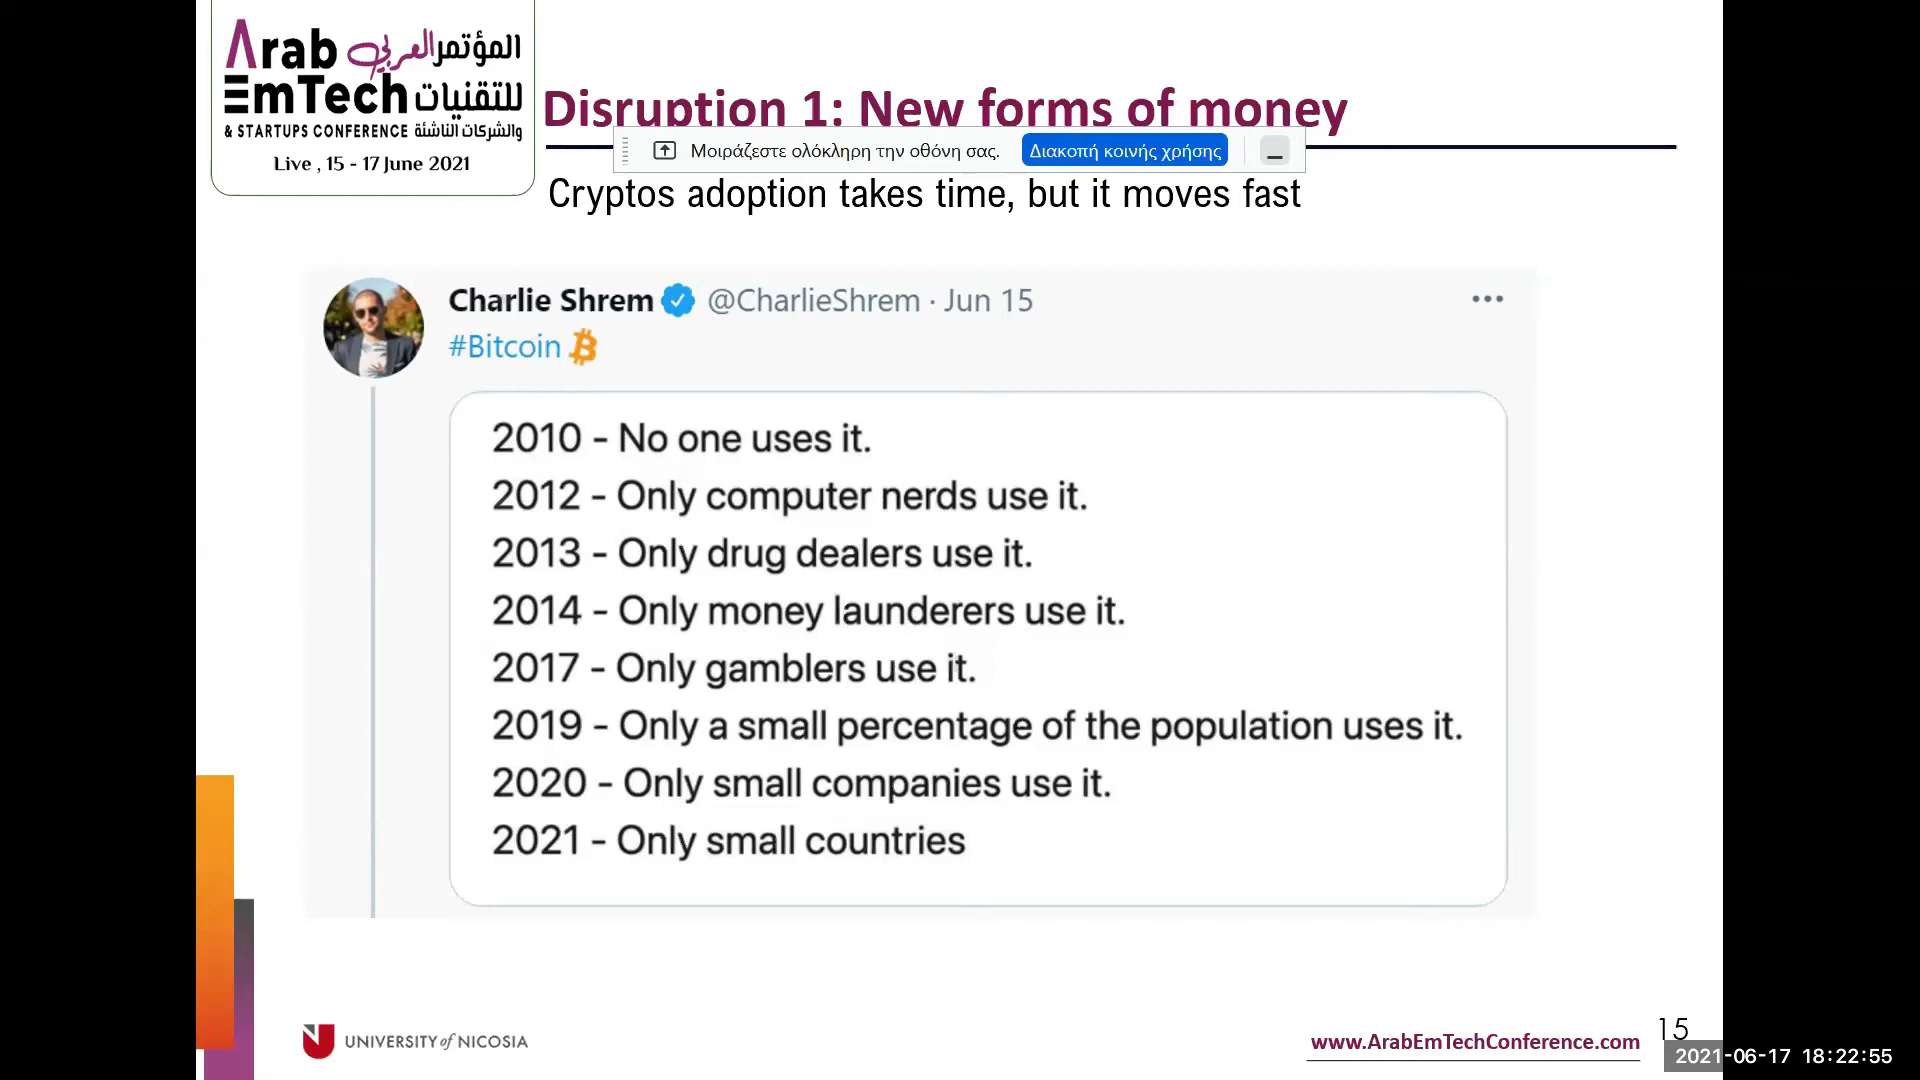 Arab المؤتمر العربي
EmTech للتقنيات
& STARTUPS CONFERENCE والشركات الناشئة
Live , 15 - 17 June 2021
Disruption 1: New forms of money
Μοιράζεστε ολόκληρη την οθόνη σας. Διακοπή κοινής χρήσης
Cryptos adoption takes time, but it moves fast
Charlie Shrem @CharlieShrem · Jun 15
#Bitcoin
2010 - No one uses it.
2012 - Only computer nerds use it.
2013 - Only drug dealers use it.
2014 - Only money launderers use it.
2017 - Only gamblers use it.
2019 - Only a small percentage of the population uses it.
2020 - Only small companies use it.
2021 - Only small countries
UNIVERSITY of NICOSIA
www.ArabEmTechConference.com
15
2021-06-17 18:22:55